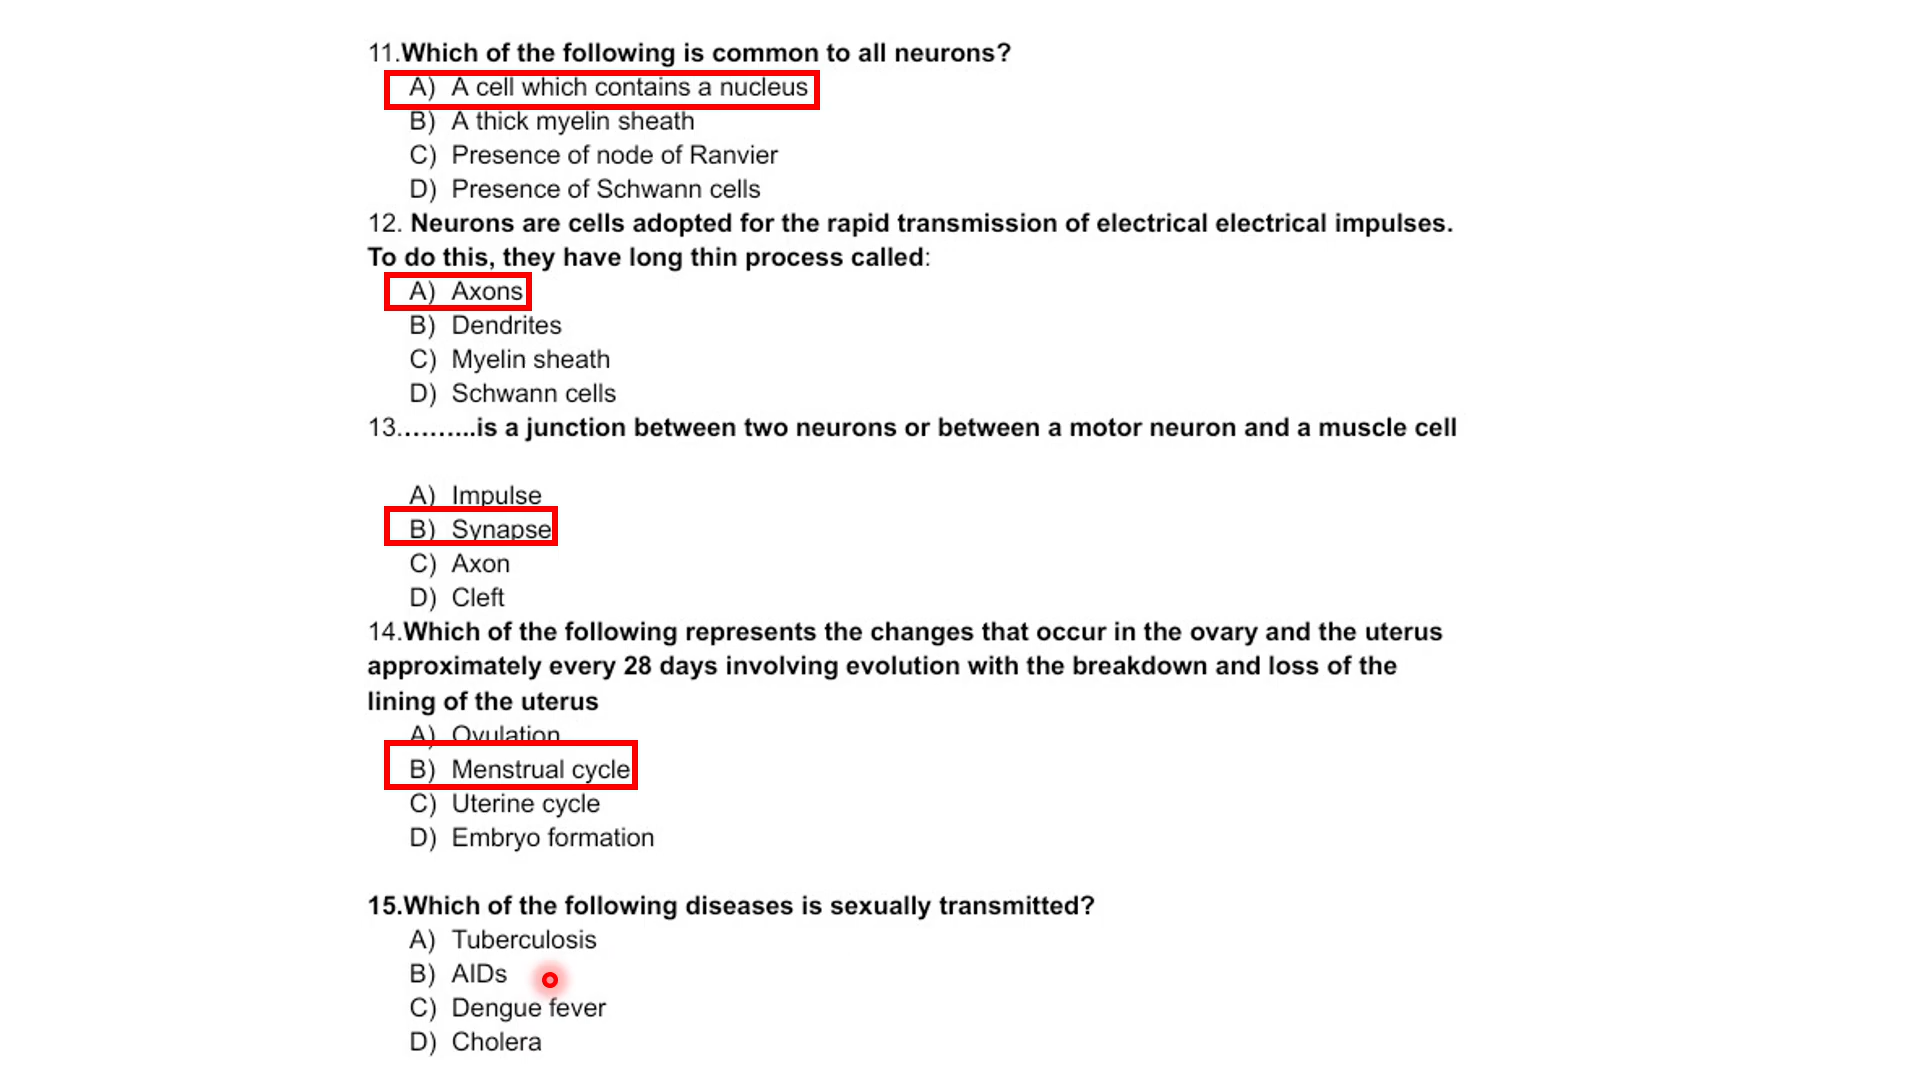 11.Which of the following is common to all neurons?
A) A cell which contains a nucleus
B) A thick myelin sheath
C) Presence of node of Ranvier
D) Presence of Schwann cells
12. Neurons are cells adopted for the rapid transmission of electrical electrical impulses.
To do this, they have long thin process called:
A) Axons
B) Dendrites
C) Myelin sheath
D) Schwann cells
13.……...is a junction between two neurons or between a motor neuron and a muscle cell
A) Impulse
B) Synapse
C) Axon
D) Cleft
14.Which of the following represents the changes that occur in the ovary and the uterus
approximately every 28 days involving evolution with the breakdown and loss of the
lining of the uterus
A) Ovulation
B) Menstrual cycle
C) Uterine cycle
D) Embryo formation
15.Which of the following diseases is sexually transmitted?
A) Tuberculosis
B) AIDs
C) Dengue fever
D) Cholera